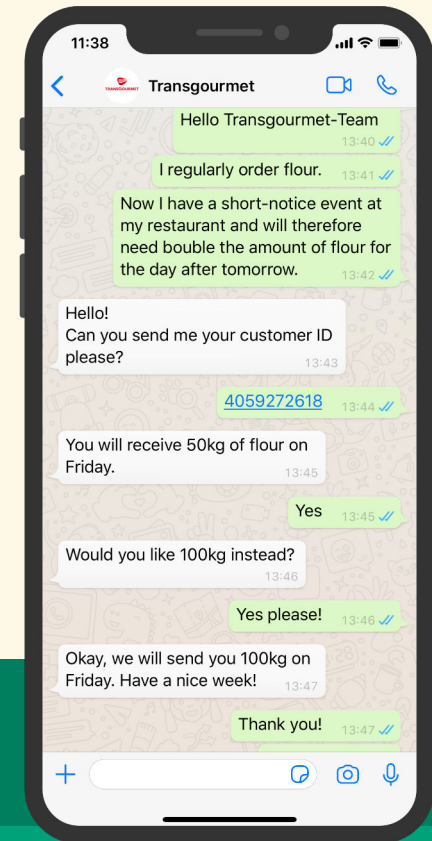 11:38
TRANSGOURMET
Transgourmet
Hello Transgourmet-Team
13:40
I regularly order flour.
13:41
Now I have a short-notice event at
my restaurant and will therefore
need bouble the amount of flour for
the day after tomorrow.
13:42
Hello!
Can you send me your customer ID
please?
13:43
4059272618
13:44
You will receive 50kg of flour on
Friday.
13:45
Yes
13:45
Would you like 100kg instead?
13:46
Yes please!
13:46
Okay, we will send you 100kg on
Friday. Have a nice week!
13:47
Thank you!
13:47